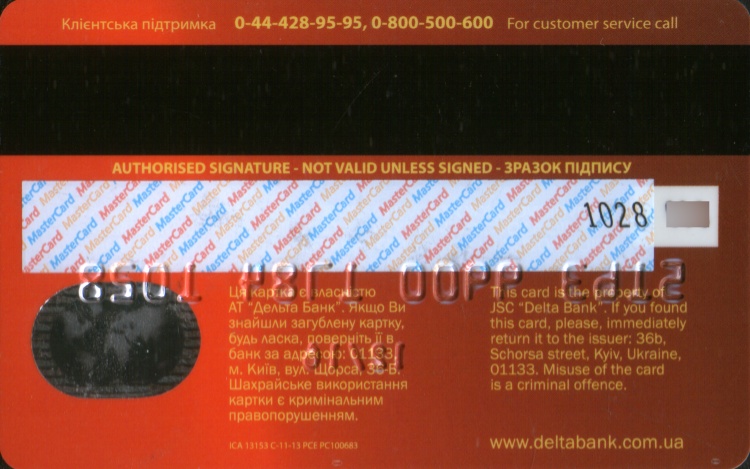 Клієнтська підтримка 0-44-428-95-95, 0-800-500-600 For customer service call
AUTHORISED SIGNATURE - NOT VALID UNLESS SIGNED - ЗРАЗОК ПІДПИСУ
MasterCard MasterCard MasterCard MasterCard
1028
Ця картка є власністю
АТ "Дельта Банк". Якщо Ви
знайшли загублену картку,
будь ласка, поверніть її в
банк за адресою: 01133,
м. Київ, вул. Щорса, 36-Б.
Шахрайське використання
картки є кримінальним
правопорушенням.
This card is the property of
JSC "Delta Bank". If you found
this card, please, immediately
return it to the issuer: 36b,
Schorsa street, Kyiv, Ukraine,
01133. Misuse of the card
is a criminal offence.
ICA 13153 C-11-13 PCE PC100683
www.deltabank.com.ua